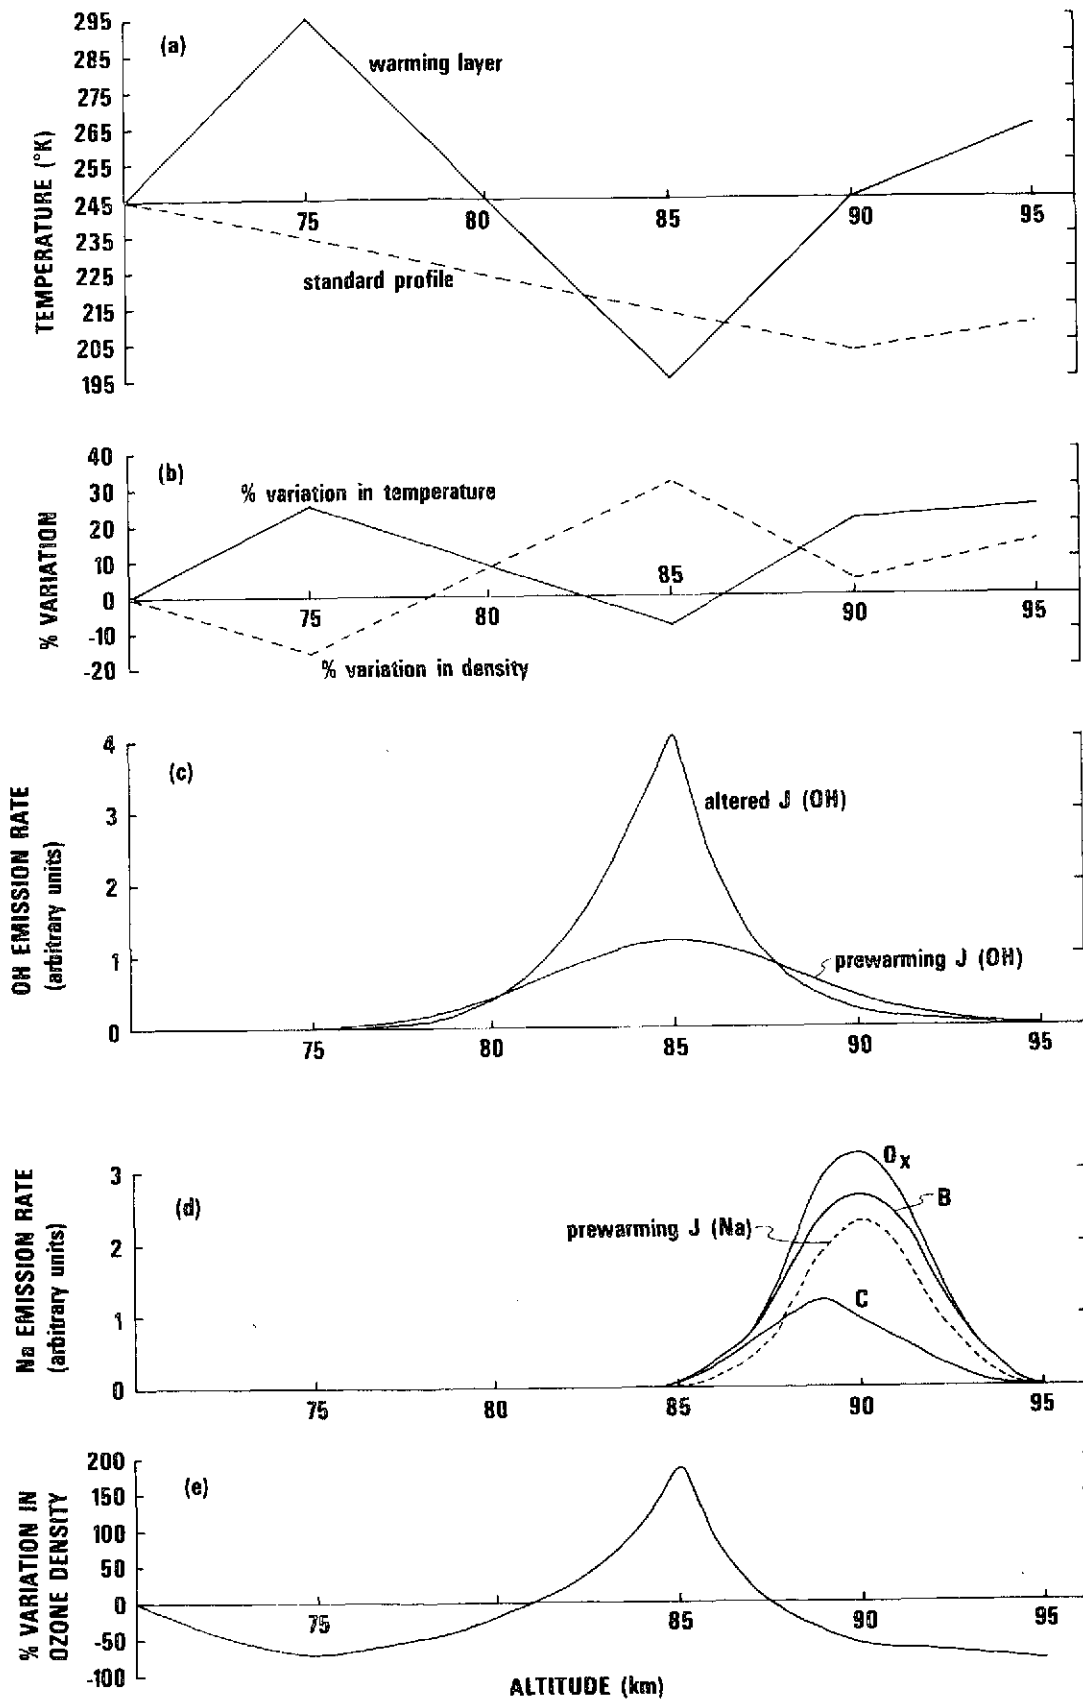 (a)
295
285
275
265
255
245
235
225
215
205
195
TEMPERATURE (°K)
warming layer
standard profile
75
80
85
90
95
(b)
40
30
20
10
0
-10
-20
% VARIATION
% variation in temperature
% variation in density
75
80
85
90
95
(c)
4
3
2
1
0
OH EMISSION RATE
(arbitrary units)
altered J (OH)
prewarming J (OH)
75
80
85
90
95
(d)
3
2
1
0
Na EMISSION RATE
(arbitrary units)
Ox
B
prewarming J (Na)
C
75
80
85
90
95
(e)
200
150
100
50
0
-50
-100
% VARIATION IN
OZONE DENSITY
75
85
90
95
ALTITUDE (km)